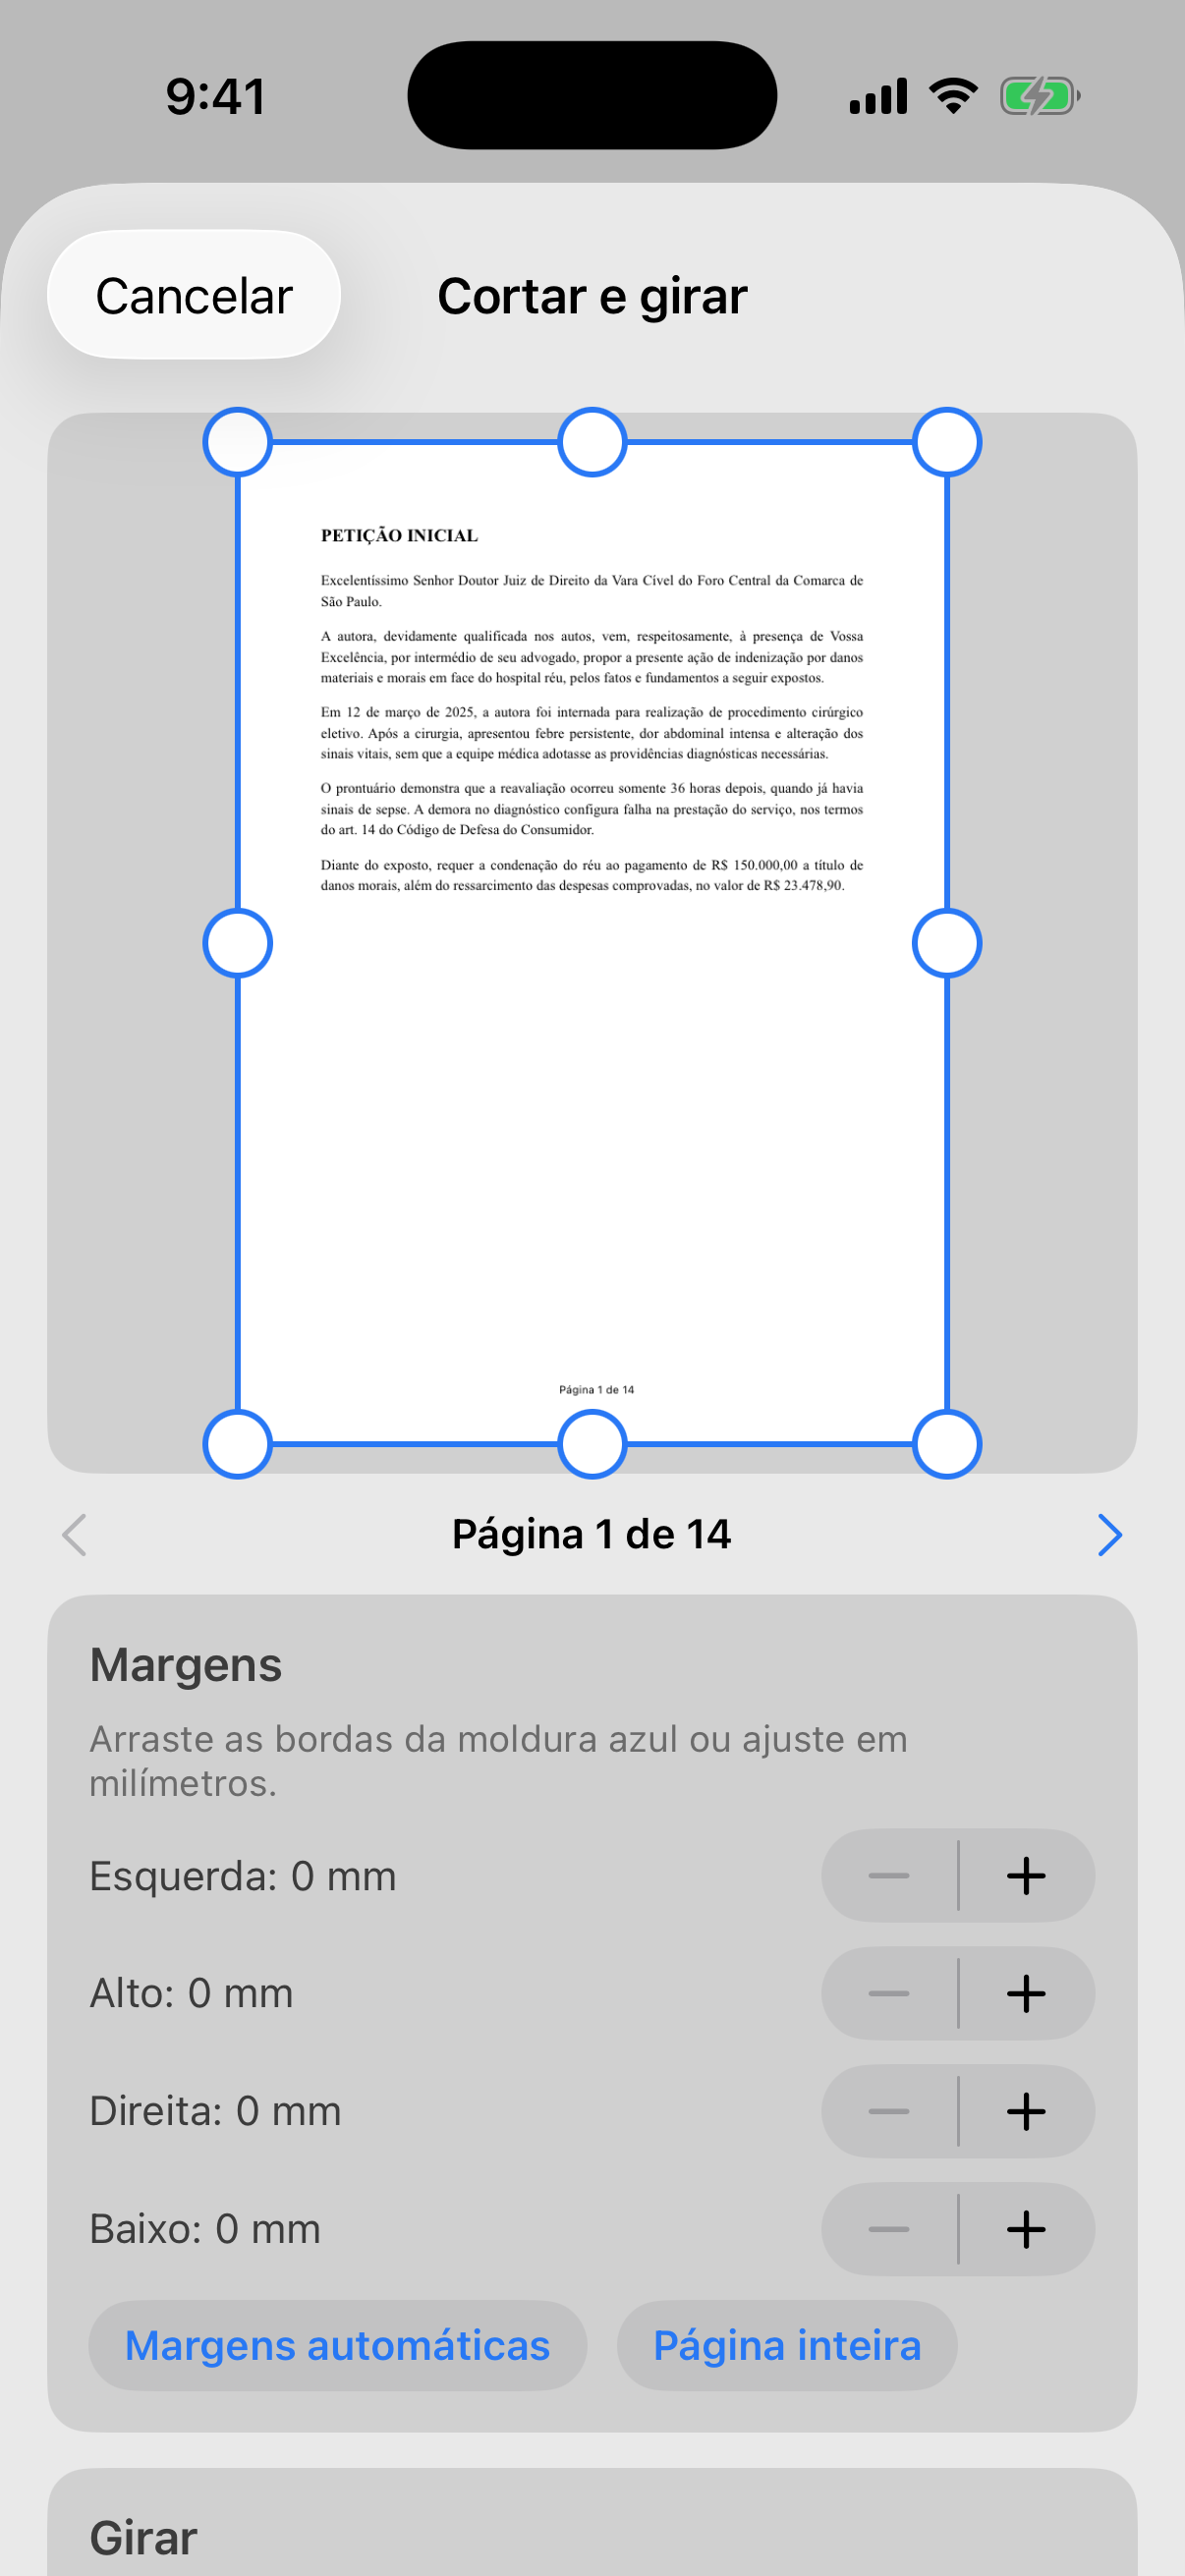 9:41
Cancelar
Cortar e girar
PETIÇÃO INICIAL
Excelentíssimo Senhor Doutor Juiz de Direito da Vara Cível do Foro Central da Comarca de
São Paulo.
A autora, devidamente qualificada nos autos, vem, respeitosamente, à presença de Vossa
Excelência, por intermédio de seu advogado, propor a presente ação de indenização por danos
materiais e morais em face do hospital réu, pelos fatos e fundamentos a seguir expostos.
Em 12 de março de 2025, a autora foi internada para realização de procedimento cirúrgico
eletivo. Após a cirurgia, apresentou febre persistente, dor abdominal intensa e alteração dos
sinais vitais, sem que a equipe médica adotasse as providências diagnósticas necessárias.
O prontuário demonstra que a reavaliação ocorreu somente 36 horas depois, quando já havia
sinais de sepse. A demora no diagnóstico configura falha na prestação do serviço, nos termos
do art. 14 do Código de Defesa do Consumidor.
Diante do exposto, requer a condenação do réu ao pagamento de R$ 150.000,00 a título de
danos morais, além do ressarcimento das despesas comprovadas, no valor de R$ 23.478,90.
Página 1 de 14
Página 1 de 14
Margens
Arraste as bordas da moldura azul ou ajuste em
milímetros.
Esquerda: 0 mm
Alto: 0 mm
Direita: 0 mm
Baixo: 0 mm
Margens automáticas
Página inteira
Girar